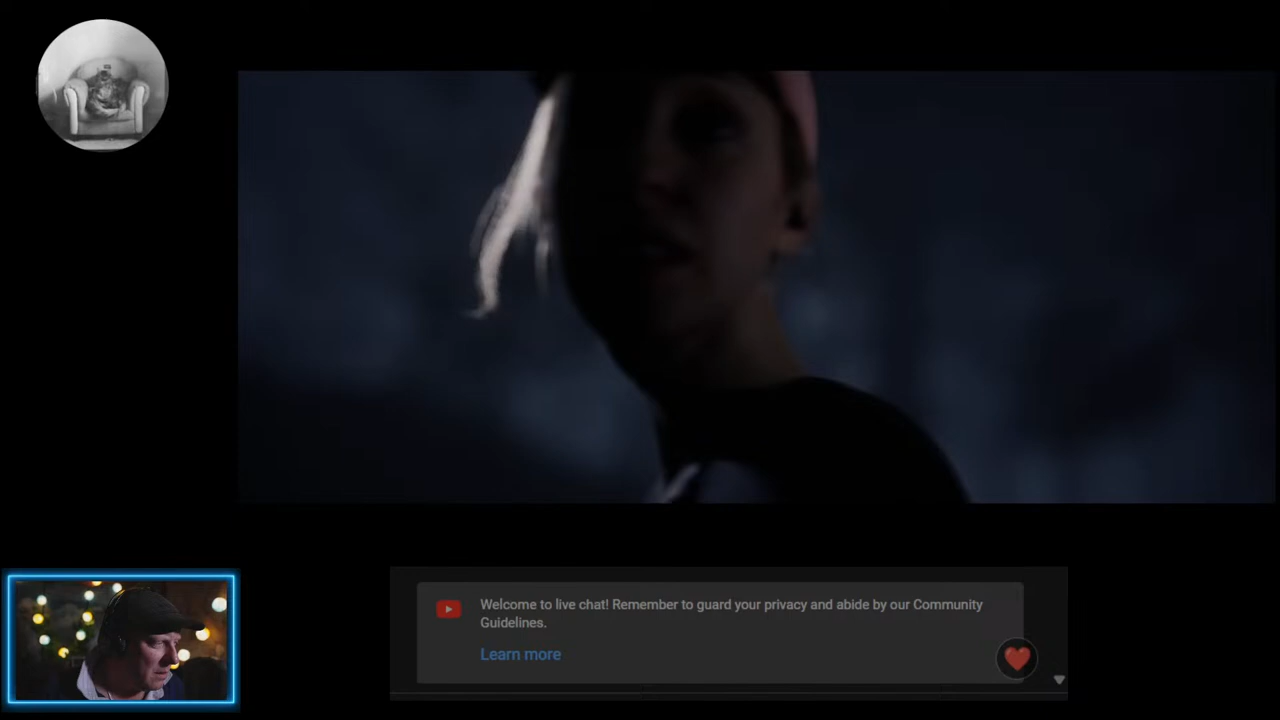 Welcome to live chat! Remember to guard your privacy and abide by our Community
Guidelines.
Learn more